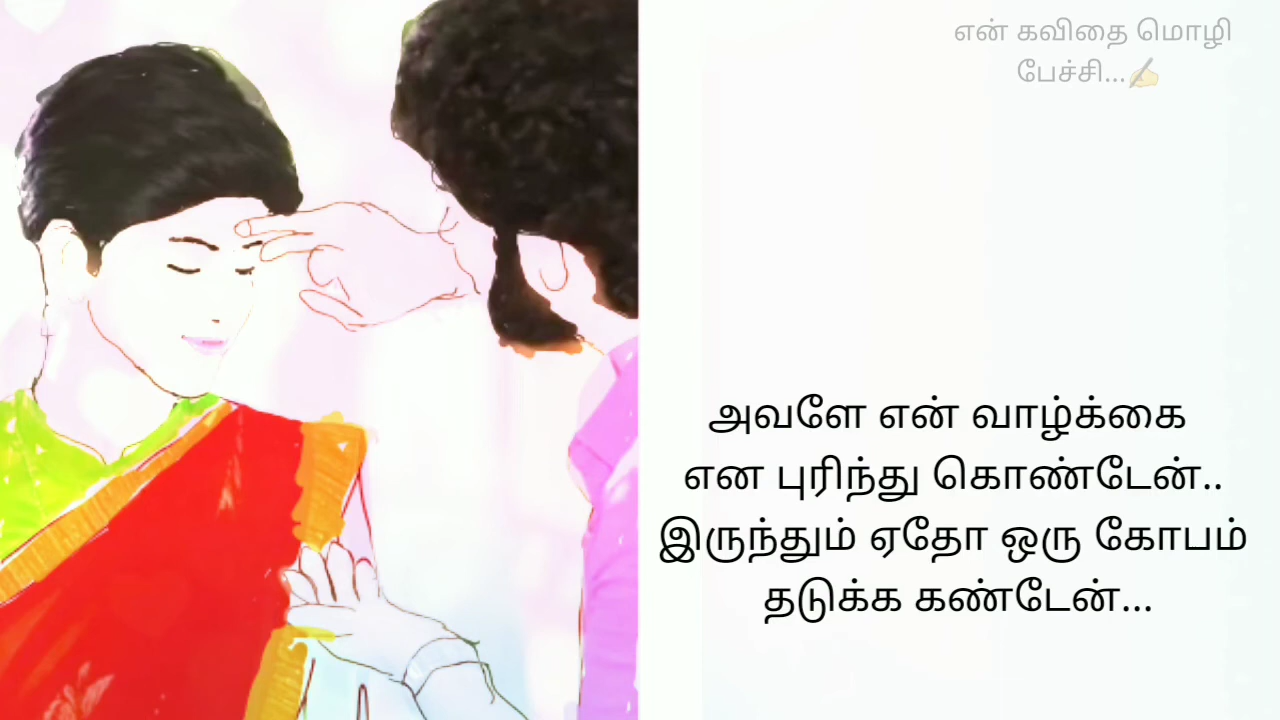 என் கவிதை மொழி
பேச்சி...✍
அவளே என் வாழ்க்கை
என புரிந்து கொண்டேன்..
இருந்தும் ஏதோ ஒரு கோபம்
தடுக்க கண்டேன்...